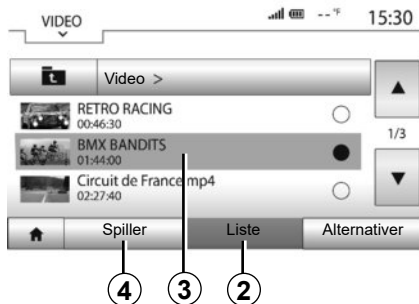 VIDEO
--°F
15:30
Video >
RETRO RACING
00:46:30
1/3
BMX BANDITS
01:44:00
Circuit de France mp4
02:27:40
Spiller
Liste
Alternativer
4
3
2